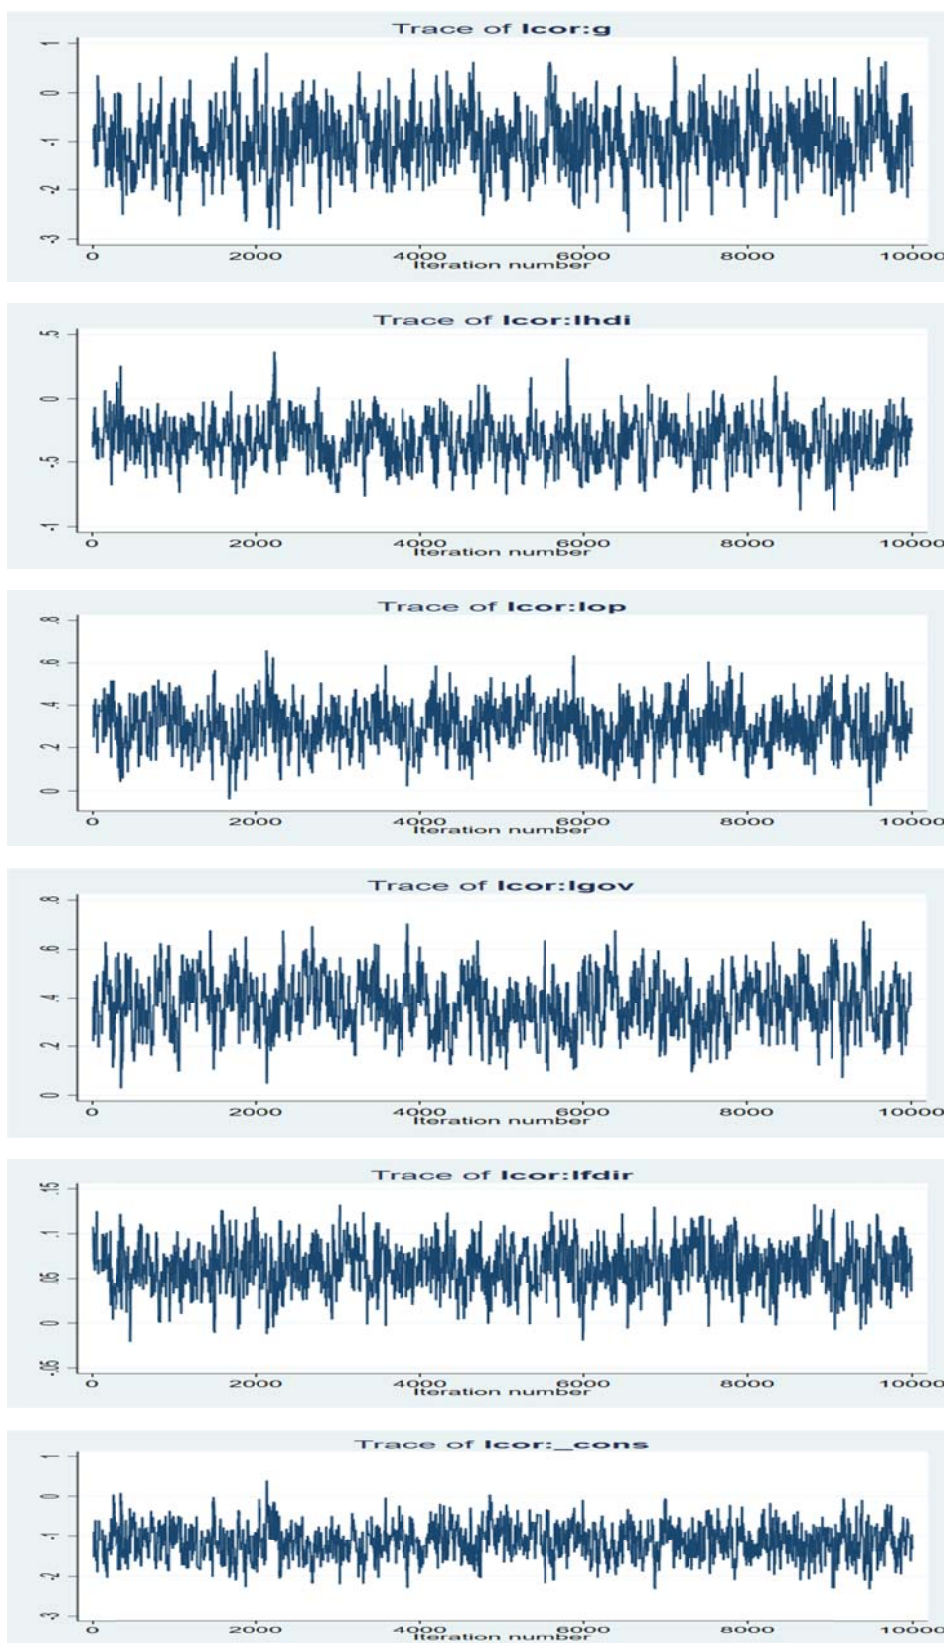 Trace of lcor:g
1
0
-1
-2
-3
0 2000 4000 6000 8000 10000
Iteration number
Trace of lcor:lhdi
.5
0
-.5
-1
0 2000 4000 6000 8000 10000
Iteration number
Trace of lcor:lop
.8
.6
.4
.2
0
0 2000 4000 6000 8000 10000
Iteration number
Trace of lcor:lgov
.8
.6
.4
.2
0
0 2000 4000 6000 8000 10000
Iteration number
Trace of lcor:lfdir
.15
.1
.05
0
-.05
0 2000 4000 6000 8000 10000
Iteration number
Trace of lcor:_cons
1
0
-1
-2
-3
0 2000 4000 6000 8000 10000
Iteration number